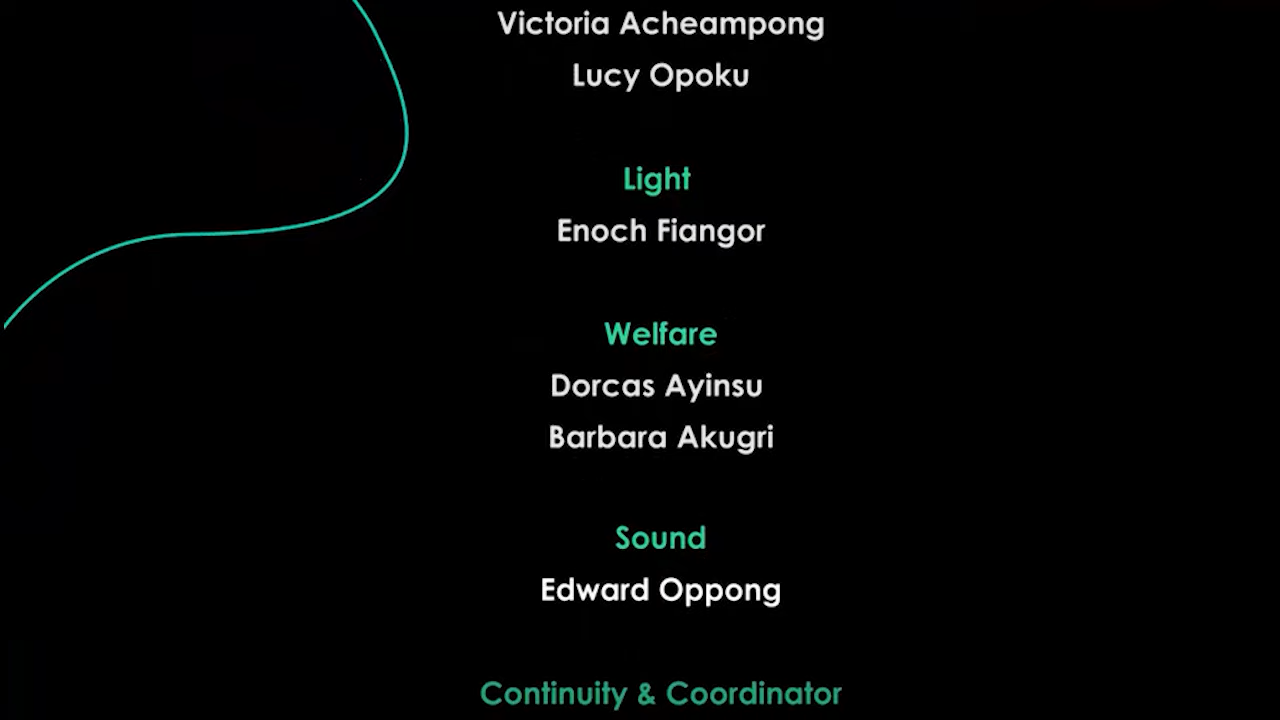 Victoria Acheampong
Lucy Opoku
Light
Enoch Fiangor
Welfare
Dorcas Ayinsu
Barbara Akugri
Sound
Edward Oppong
Continuity & Coordinator